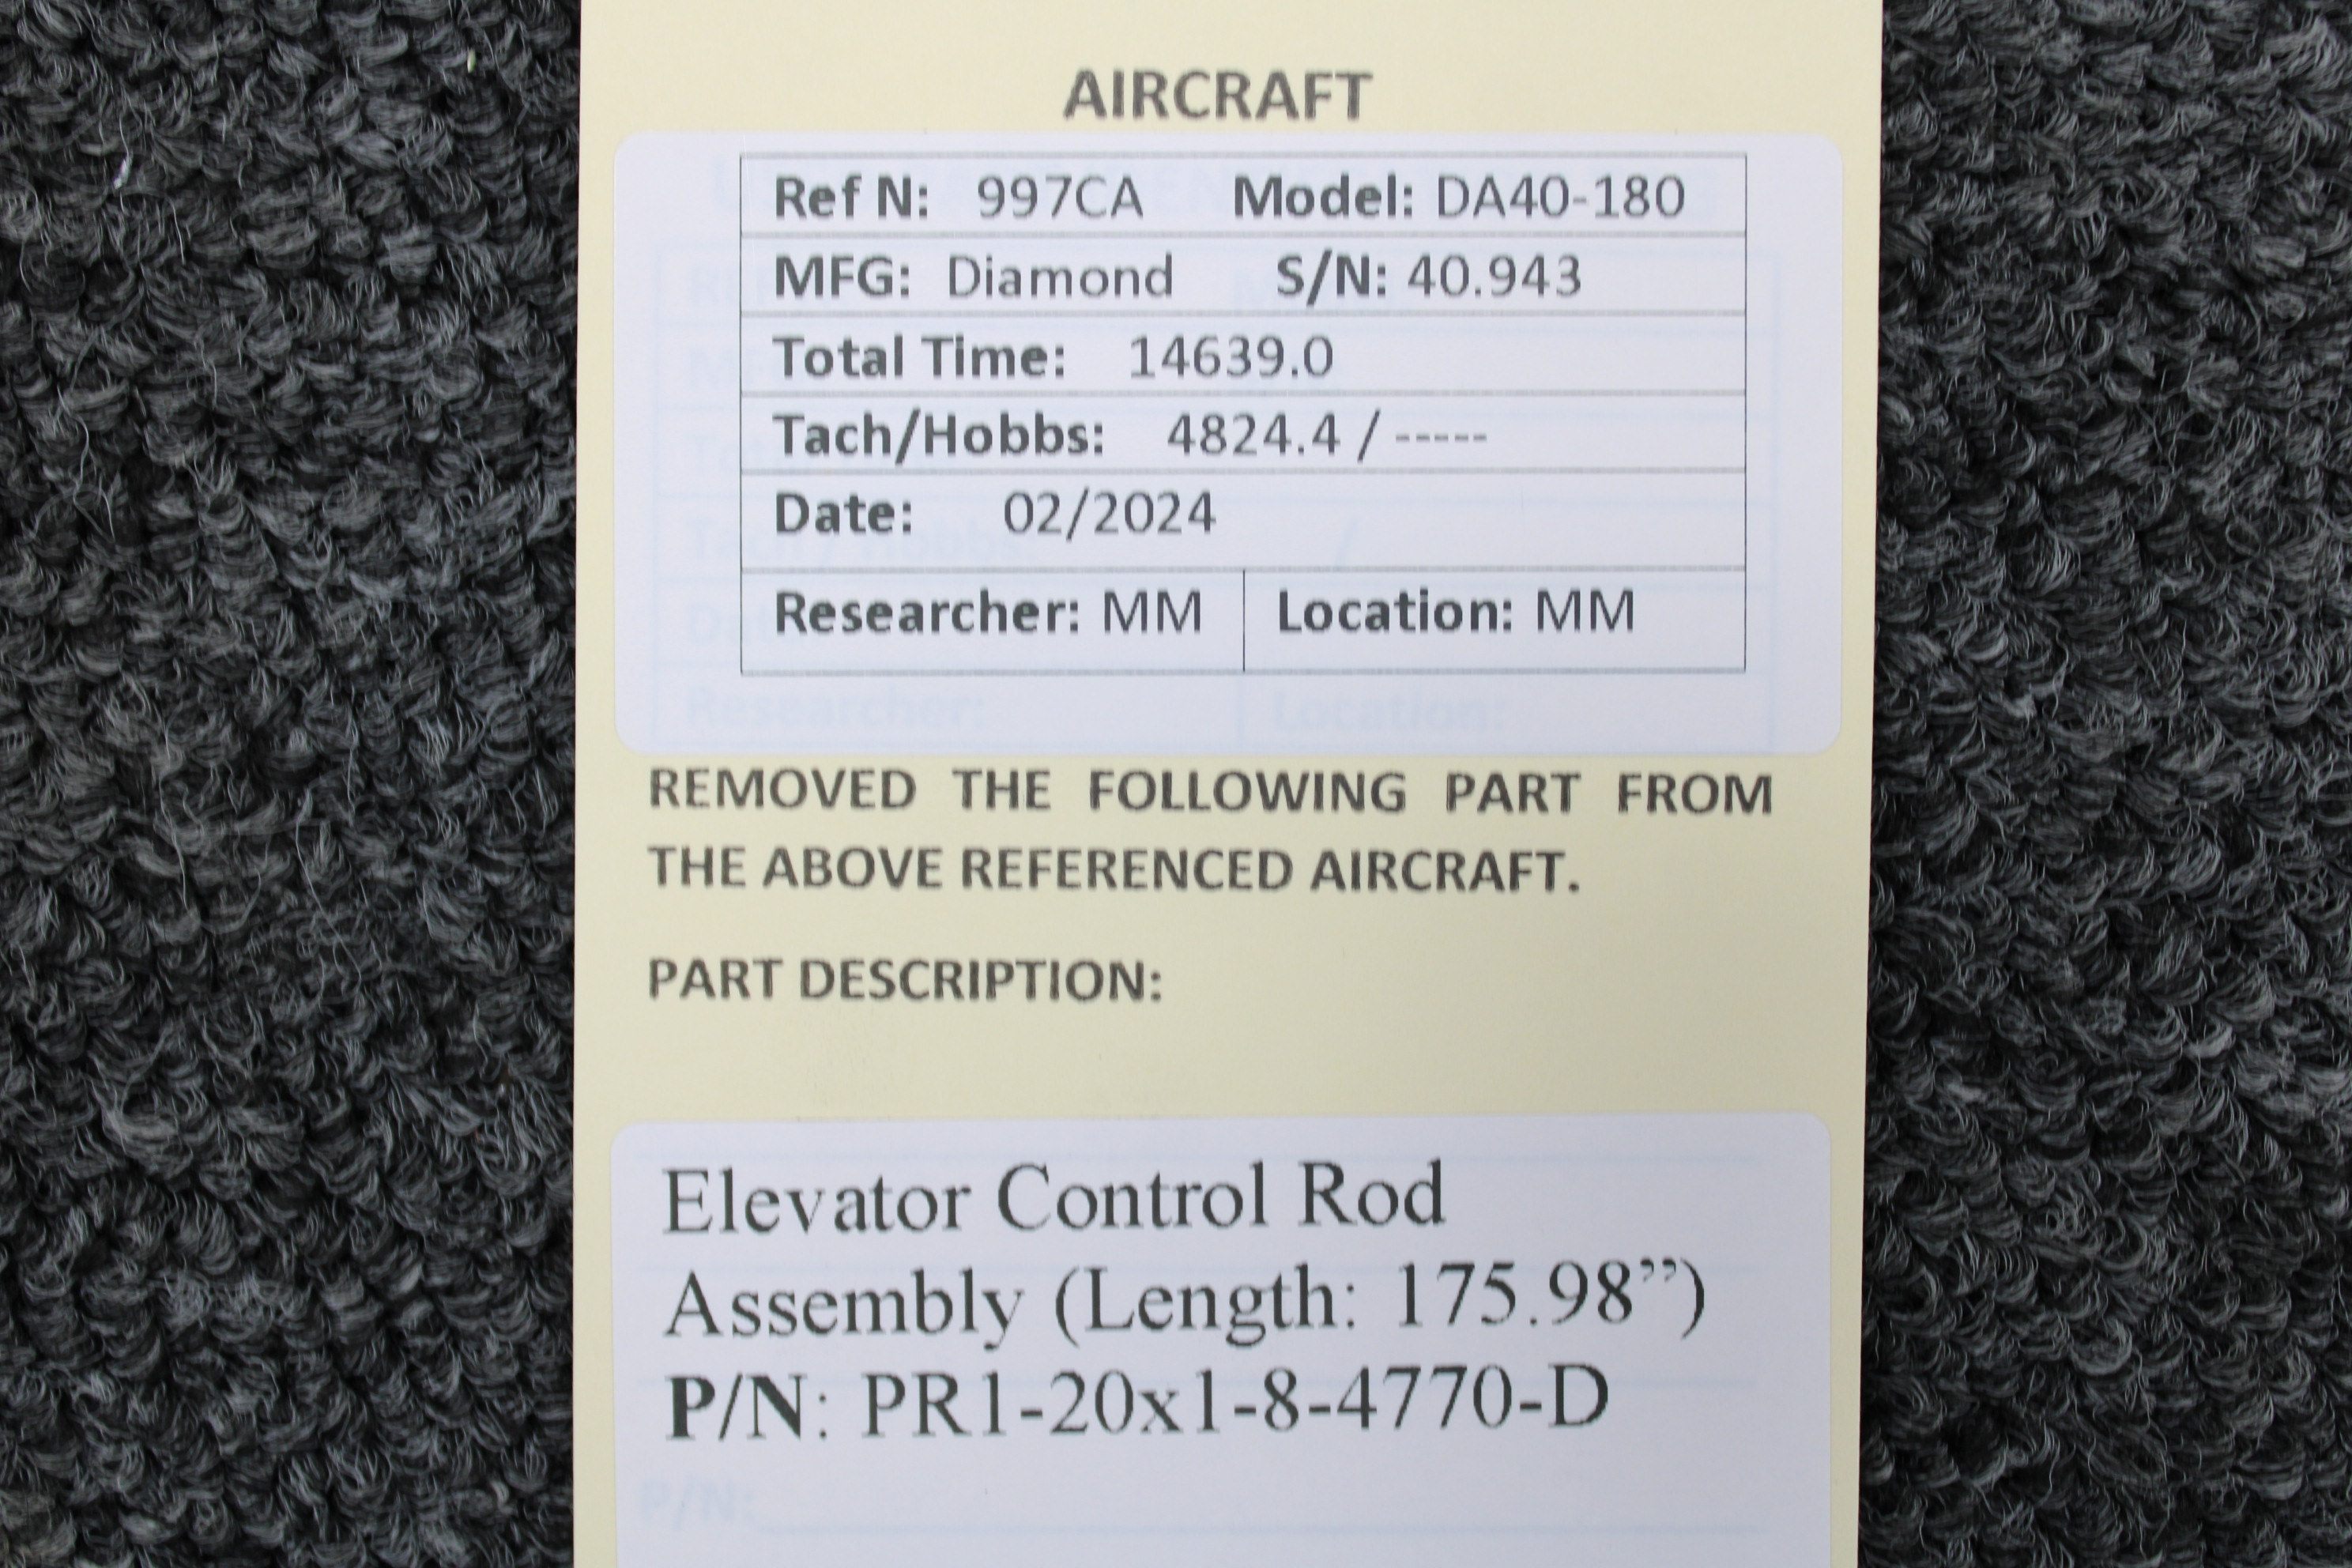 AIRCRAFT
Ref N: 997CA Model: DA40-180
MFG: Diamond S/N: 40.943
Total Time: 14639.0
Tach/Hobbs: 4824.4 / -----
Date: 02/2024
Researcher: MM Location: MM
Researcher: Location:
REMOVED THE FOLLOWING PART FROM
THE ABOVE REFERENCED AIRCRAFT.
PART DESCRIPTION:
Elevator Control Rod
Assembly (Length: 175.98”)
P/N: PR1-20x1-8-4770-D
P/N: